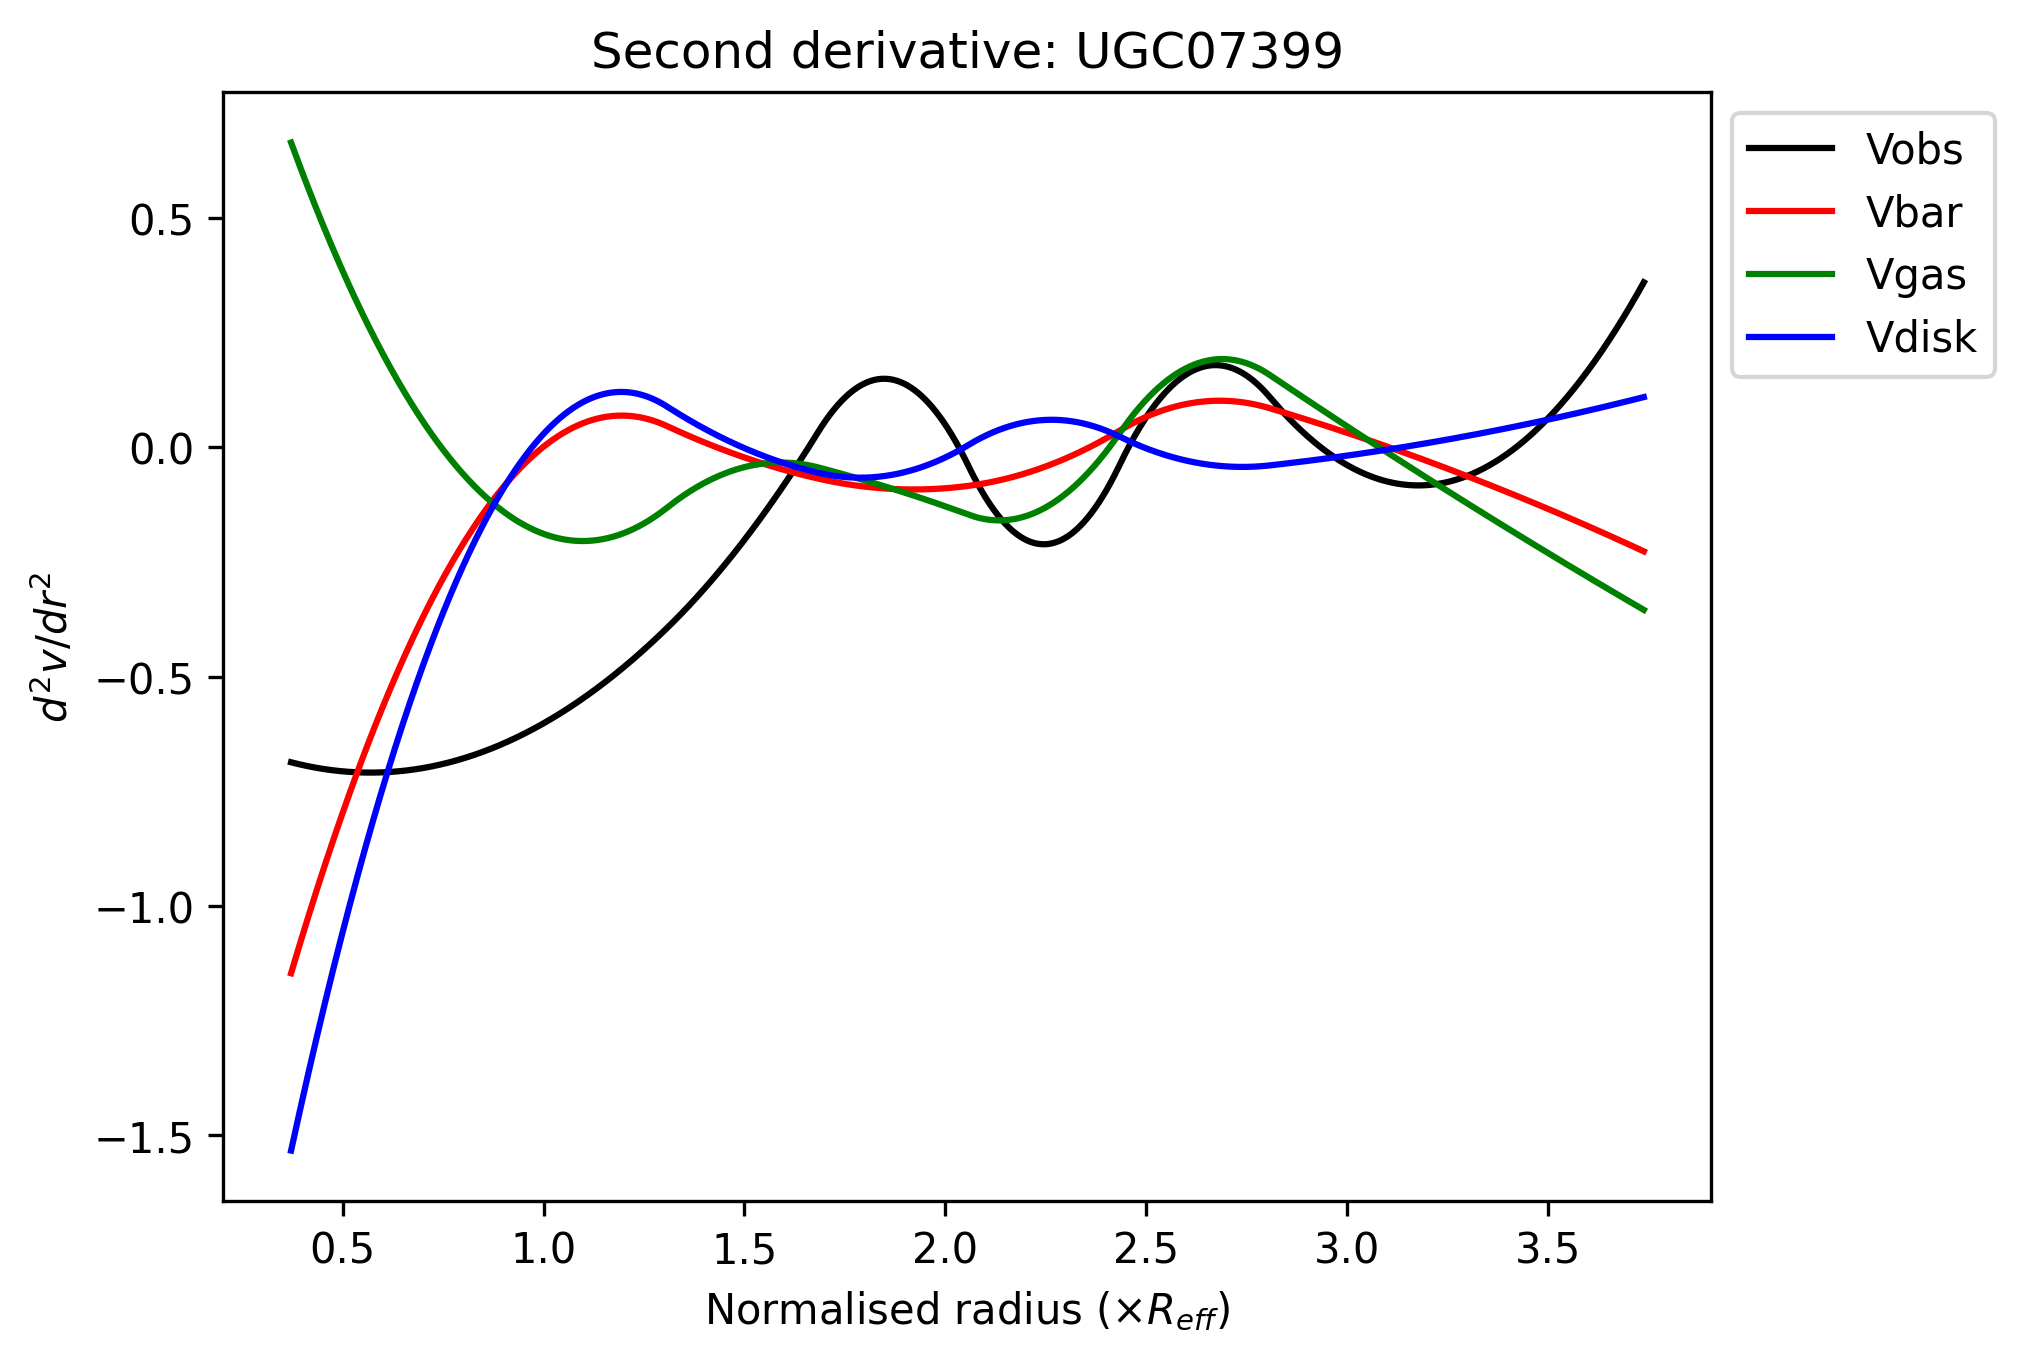 Second derivative: UGC07399
Vobs
Vbar
Vgas
Vdisk
0.5
0.0
−0.5
−1.0
−1.5
d²v/dr²
0.5 1.0 1.5 2.0 2.5 3.0 3.5
Normalised radius (×R_eff)